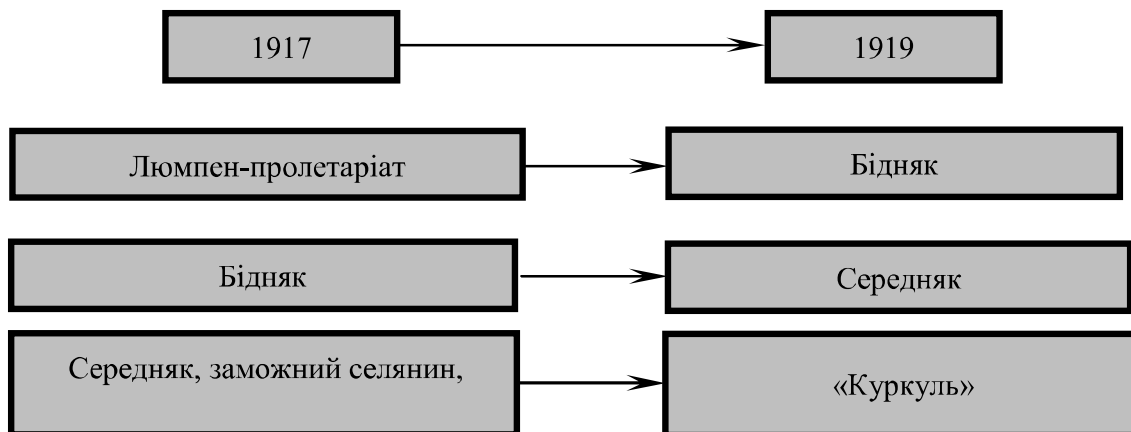 1917
1919
Люмпен-пролетаріат
Бідняк
Бідняк
Середняк
Середняк, заможний селянин,
«Куркуль»